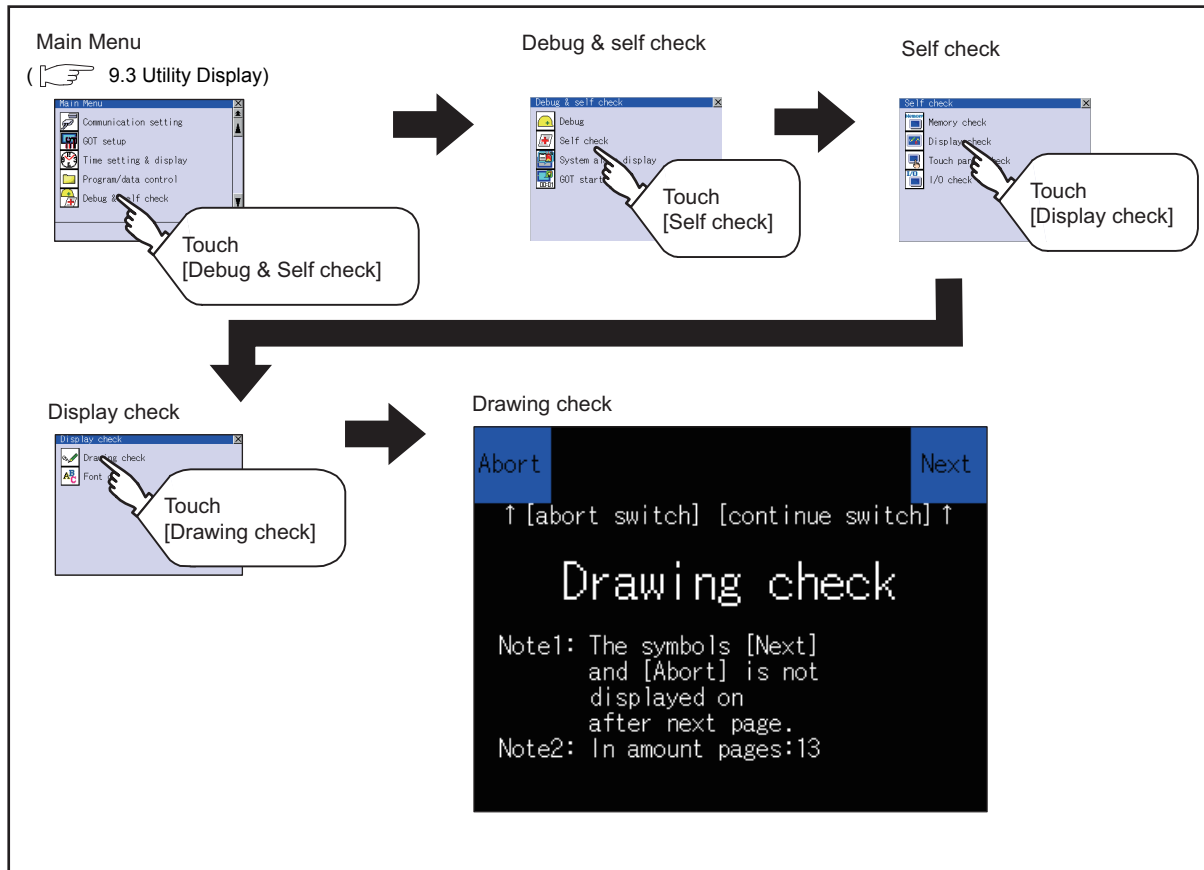 Main Menu
( 9.3 Utility Display)
Main Menu
Communication setting
GOT setup
Time setting & display
Program/data control
Debug & self check
Touch
[Debug & Self check]
Debug & self check
Debug & self check
Debug
Self check
System display
GOT start
Touch
[Self check]
Self check
Self check
Memory check
Display check
Touch check
I/O check
Touch
[Display check]
Display check
Display check
Drawing check
Font
Touch
[Drawing check]
Drawing check
Abort
Next
↑[abort switch] [continue switch]↑
Drawing check
Note1: The symbols [Next]
and [Abort] is not
displayed on
after next page.
Note2: In amount pages:13